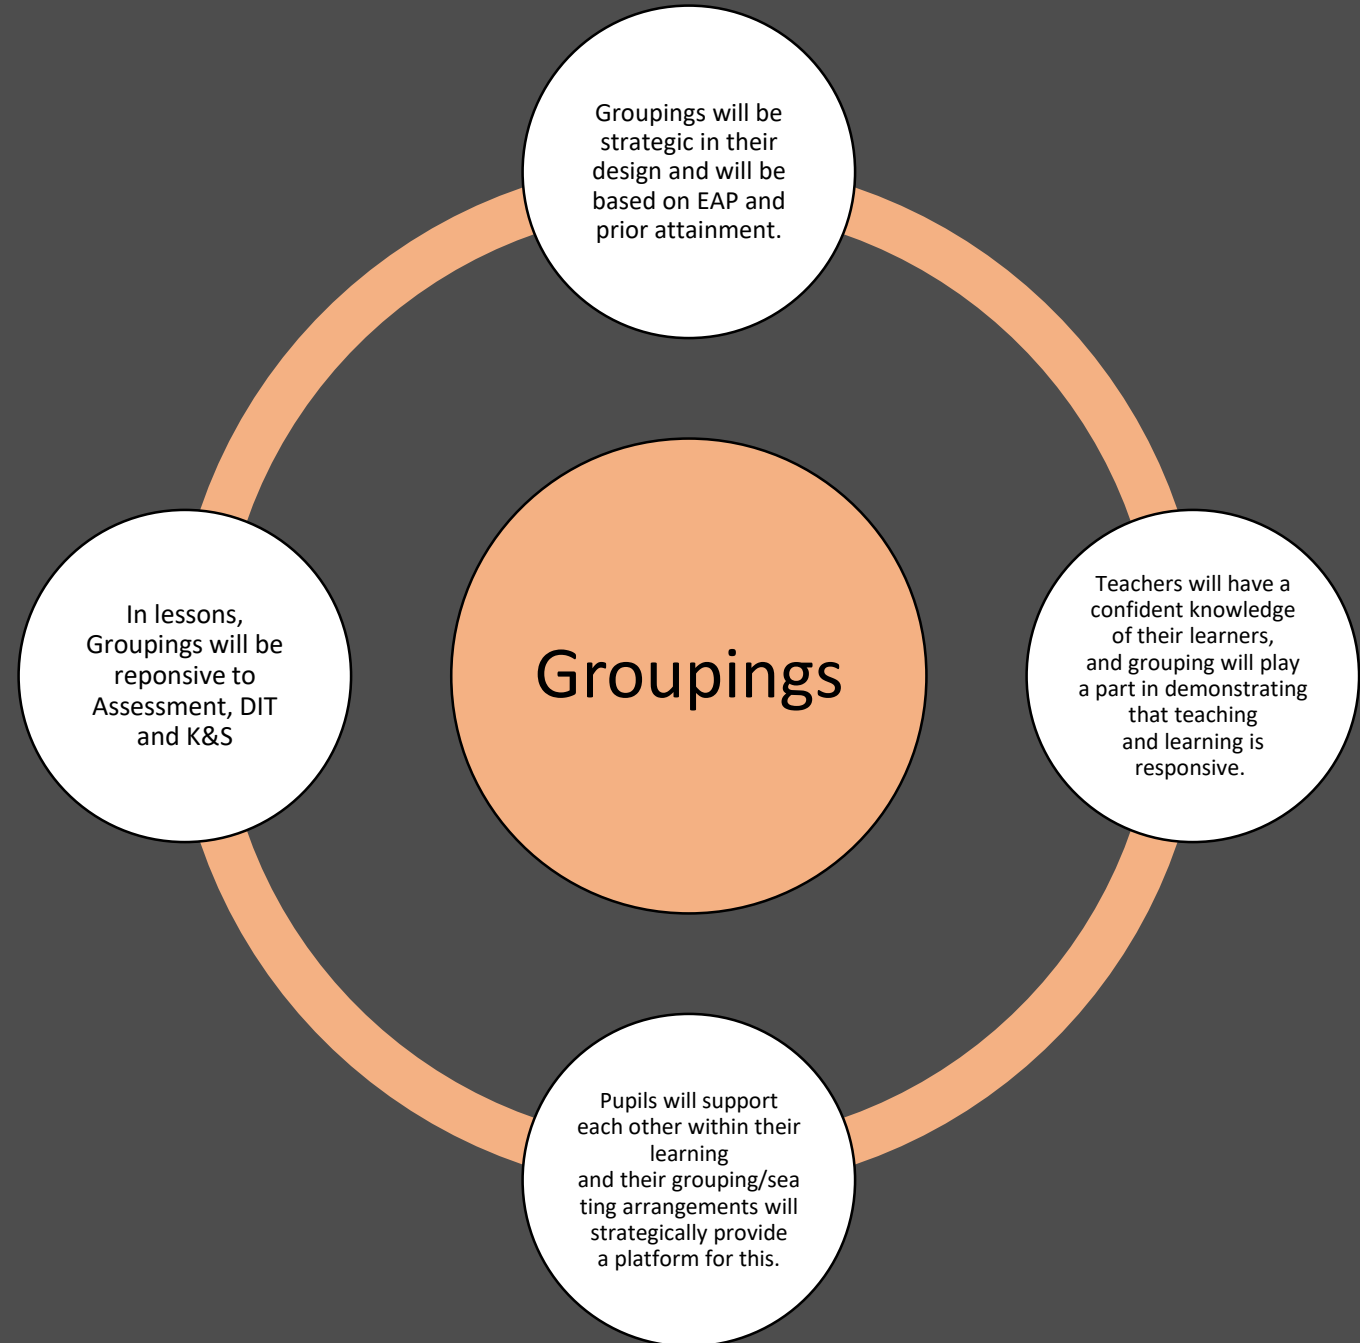 Groupings will be
strategic in their
design and will be
based on EAP and
prior attainment.
Teachers will have a
confident knowledge
of their learners,
and grouping will play
a part in demonstrating
that teaching
and learning is
responsive.
Pupils will support
each other within their
learning
and their grouping/sea
ting arrangements will
strategically provide
a platform for this.
In lessons,
Groupings will be
reponsive to
Assessment, DIT
and K&S
Groupings